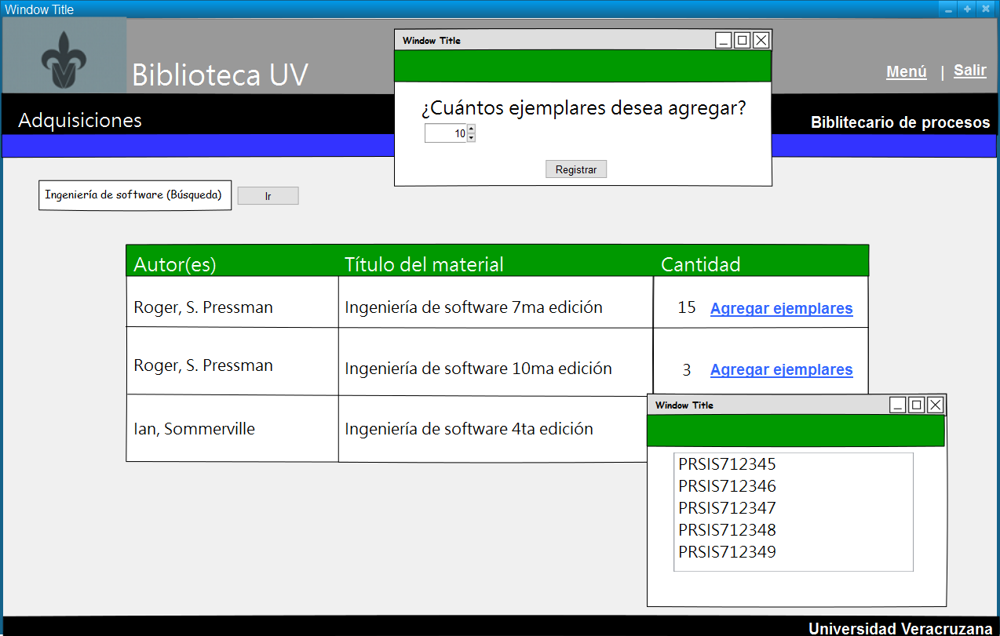 Window Title
Biblioteca UV
Menú | Salir
Adquisiciones
Biblitecario de procesos
Window Title
¿Cuántos ejemplares desea agregar?
10
Registrar
Ingeniería de software (Búsqueda)
Ir
Autor(es) Título del material Cantidad
Roger, S. Pressman Ingeniería de software 7ma edición 15 Agregar ejemplares
Roger, S. Pressman Ingeniería de software 10ma edición 3 Agregar ejemplares
Ian, Sommerville Ingeniería de software 4ta edición
Window Title
PRSIS712345
PRSIS712346
PRSIS712347
PRSIS712348
PRSIS712349
Universidad Veracruzana